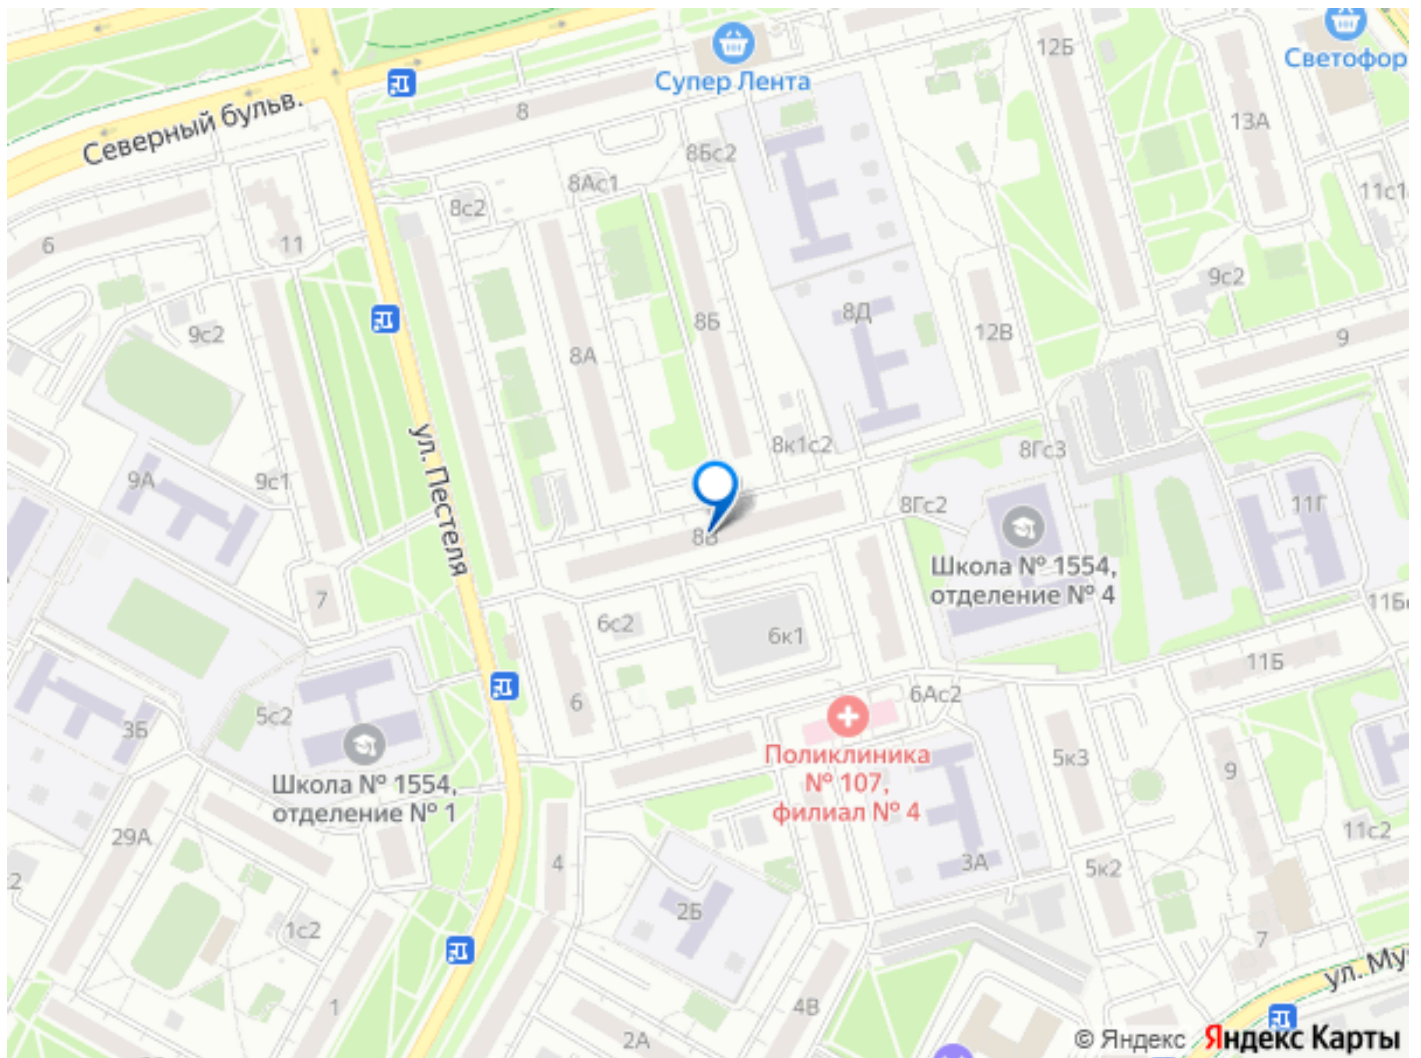 12Б
Светофор
Супер Лента
8
13А
Северный бульв.
8Бс2
8Ас1
8с2
11с1
6
11
9с2
9с2
8Б
8Д
12В
9
8А
ул. Пестеля
8к1с2
8Гс3
9А
9с1
11Г
8Гс2
8В
Школа № 1554,
отделение № 4
7
6с2
6к1
11Б
6
6Ас2
5с2
3Б
Поликлиника
№ 107,
филиал № 4
5к3
9
Школа № 1554,
отделение № 1
29А
4
3А
5к2
11с2
2Б
1с2
7
ул. Му
1
4В
2А
© Яндекс Яндекс Карты